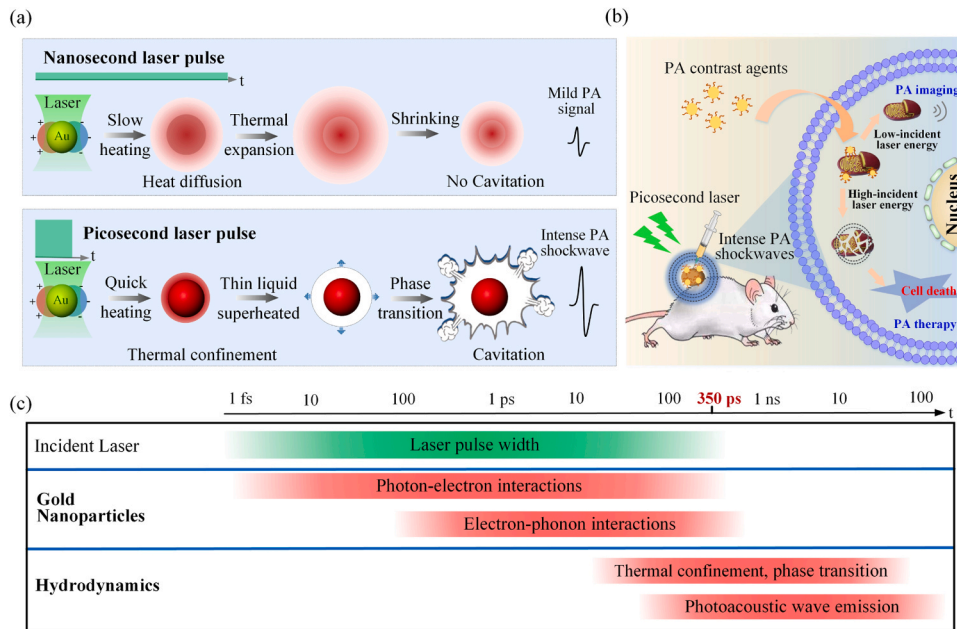 (a)
Nanosecond laser pulse
t
Laser
Au
+
+
-
-
Slow
heating
Heat diffusion
Thermal
expansion
Shrinking
No Cavitation
Mild PA
signal
Picosecond laser pulse
t
Laser
Au
+
+
-
-
Quick
heating
Thermal confinement
Thin liquid
superheated
Phase
transition
Cavitation
Intense PA
shockwave
(b)
PA contrast agents
PA imaging
Low-incident
laser energy
High-incident
laser energy
Nucleus
Picosecond laser
Intense PA
shockwaves
Cell death
PA therapy
(c)
1 fs 10 100 1 ps 10 100 350 ps 1 ns 10 100 t
Incident Laser
Laser pulse width
Gold
Nanoparticles
Photon-electron interactions
Electron-phonon interactions
Hydrodynamics
Thermal confinement, phase transition
Photoacoustic wave emission